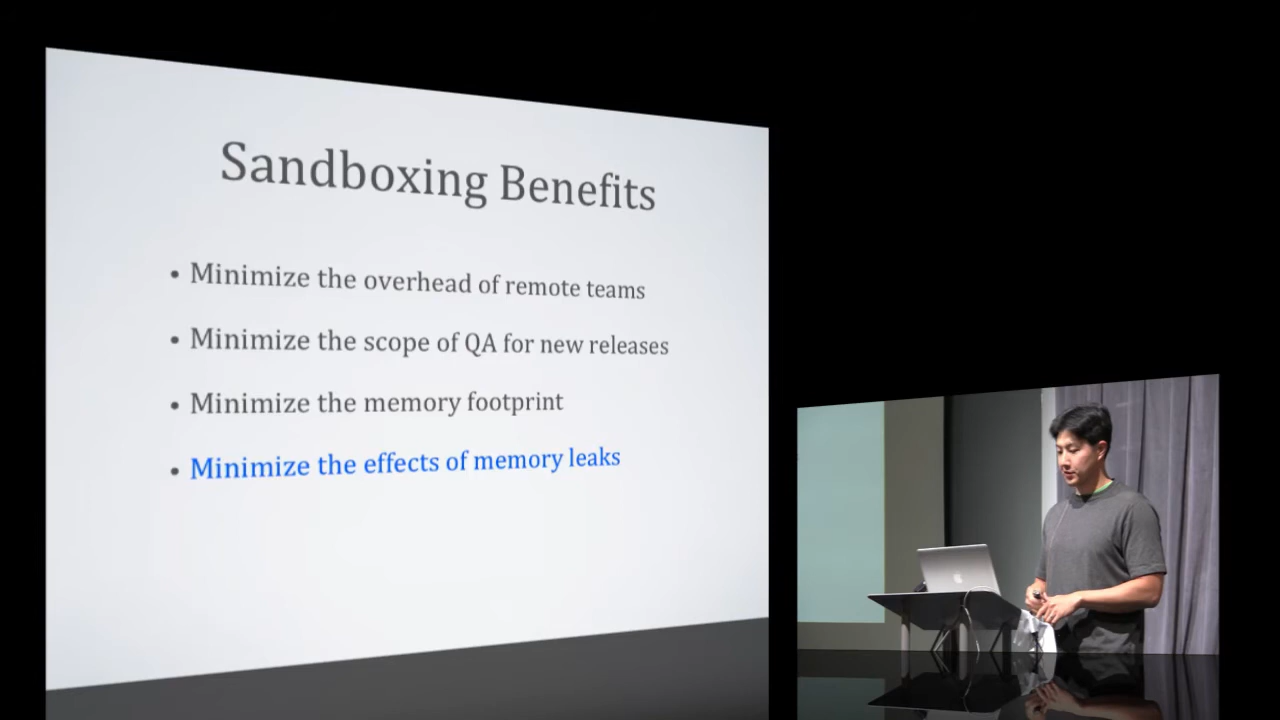 Sandboxing Benefits
• Minimize the overhead of remote teams
• Minimize the scope of QA for new releases
• Minimize the memory footprint
• Minimize the effects of memory leaks